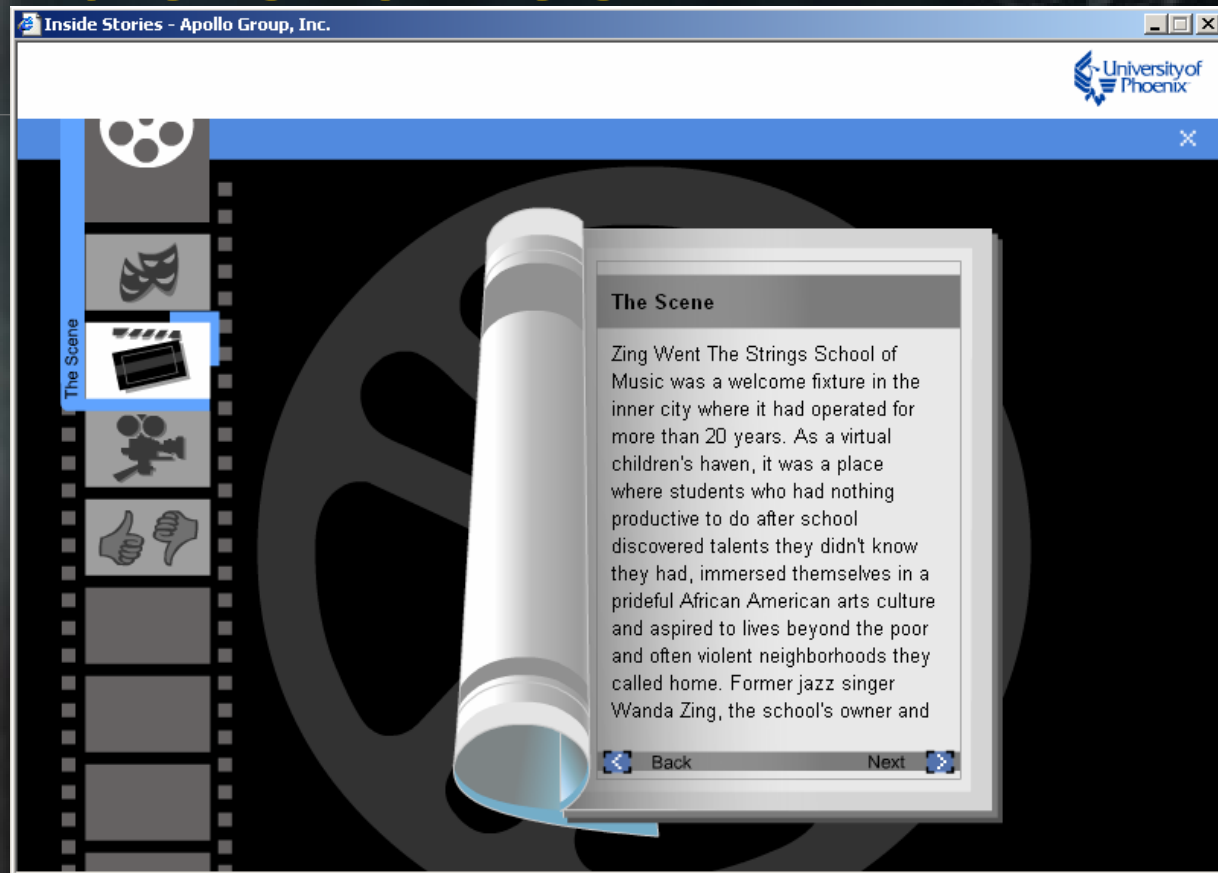 Inside Stories - Apollo Group, Inc.
University of
Phoenix
The Scene
The Scene
Zing Went The Strings School of
Music was a welcome fixture in the
inner city where it had operated for
more than 20 years. As a virtual
children's haven, it was a place
where students who had nothing
productive to do after school
discovered talents they didn't know
they had, immersed themselves in a
prideful African American arts culture
and aspired to lives beyond the poor
and often violent neighborhoods they
called home. Former jazz singer
Wanda Zing, the school's owner and
Back Next